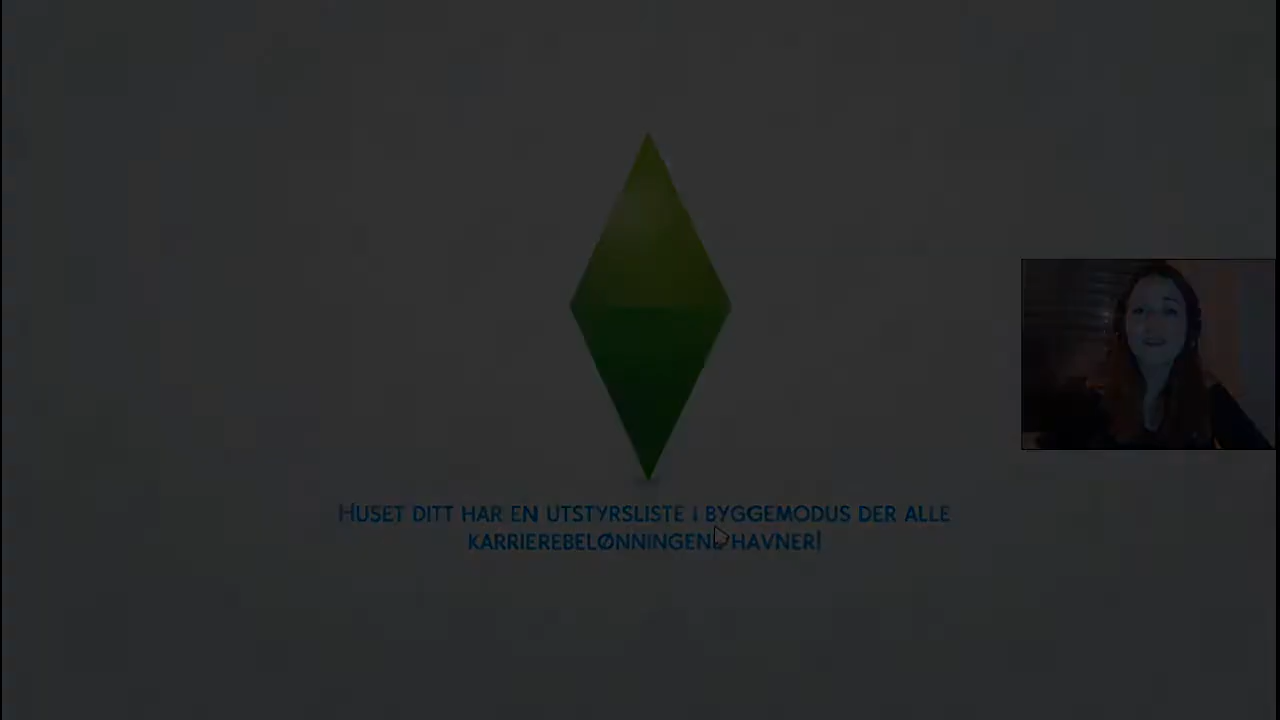 HUSET DITT HAR EN UTSTYRSLISTE I BYGGEMODUS DER ALLE
KARRIEREBELØNNINGENE HAVNER!